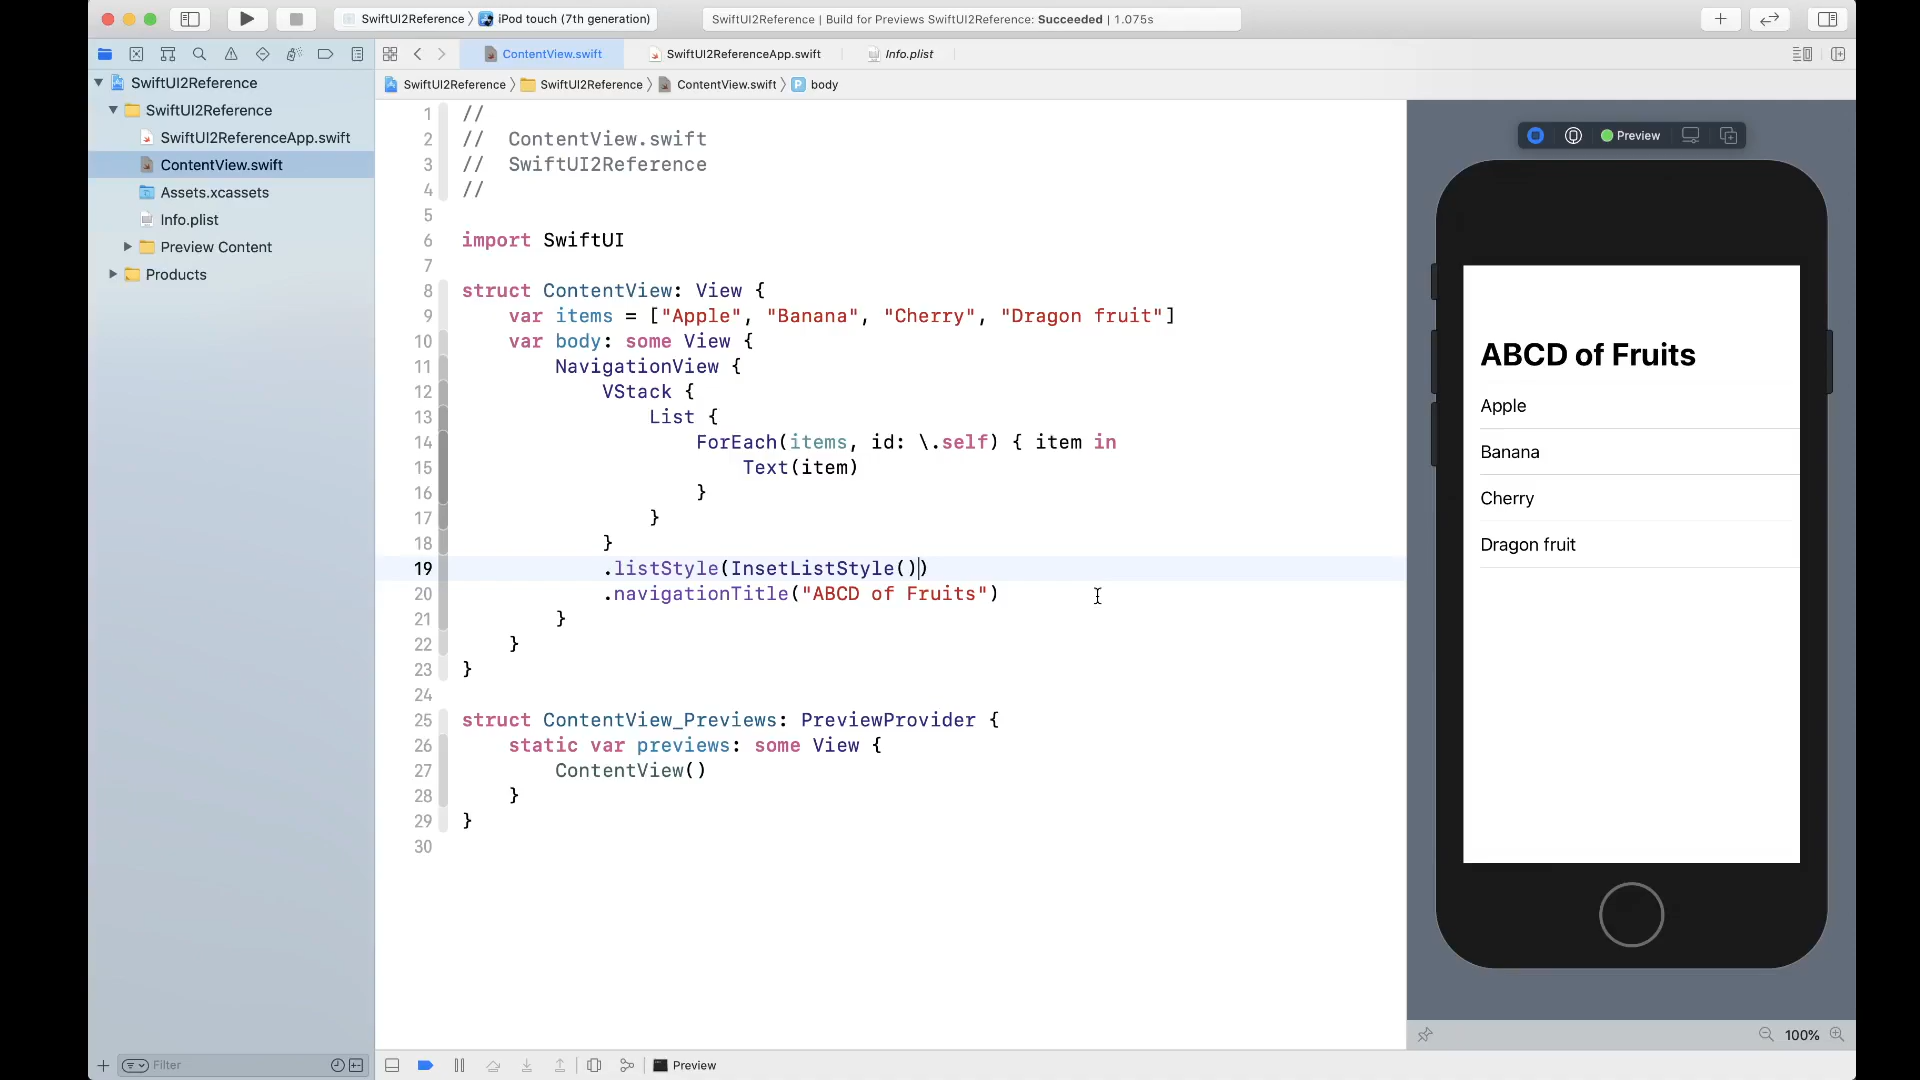 SwiftUI2Reference 〉 iPod touch (7th generation)
SwiftUI2Reference | Build for Previews SwiftUI2Reference: Succeeded | 1.075s
ContentView.swift
SwiftUI2ReferenceApp.swift
Info.plist
SwiftUI2Reference 〉 SwiftUI2Reference 〉 ContentView.swift 〉 P body
SwiftUI2Reference
SwiftUI2Reference
SwiftUI2ReferenceApp.swift
ContentView.swift
Assets.xcassets
Info.plist
Preview Content
Products
Filter
1 //
2 //  ContentView.swift
3 //  SwiftUI2Reference
4 //
5
6 import SwiftUI
7
8 struct ContentView: View {
9     var items = ["Apple", "Banana", "Cherry", "Dragon fruit"]
10     var body: some View {
11         NavigationView {
12             VStack {
13                 List {
14                     ForEach(items, id: \.self) { item in
15                         Text(item)
16                     }
17                 }
18             }
19             .listStyle(InsetListStyle())
20             .navigationTitle("ABCD of Fruits")
21         }
22     }
23 }
24
25 struct ContentView_Previews: PreviewProvider {
26     static var previews: some View {
27         ContentView()
28     }
29 }
30
Preview
Preview
ABCD of Fruits
Apple
Banana
Cherry
Dragon fruit
100%